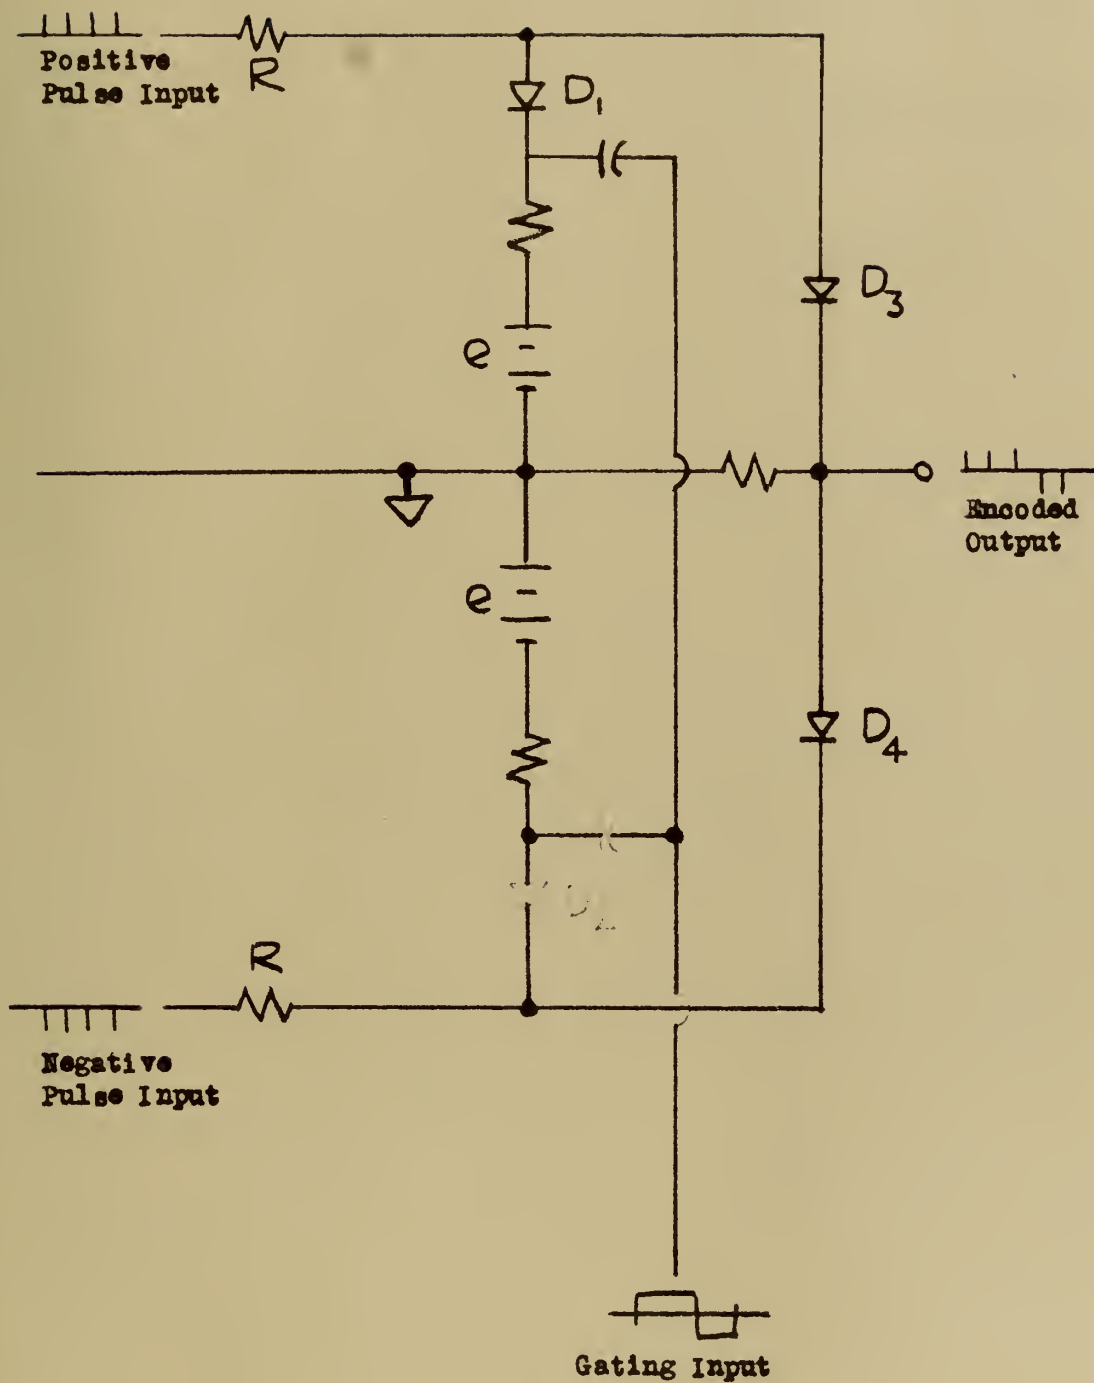 Positive
Pulse Input
R
D1
D3
e
Encoded
Output
e
D4
R
Negative
Pulse Input
Gating Input